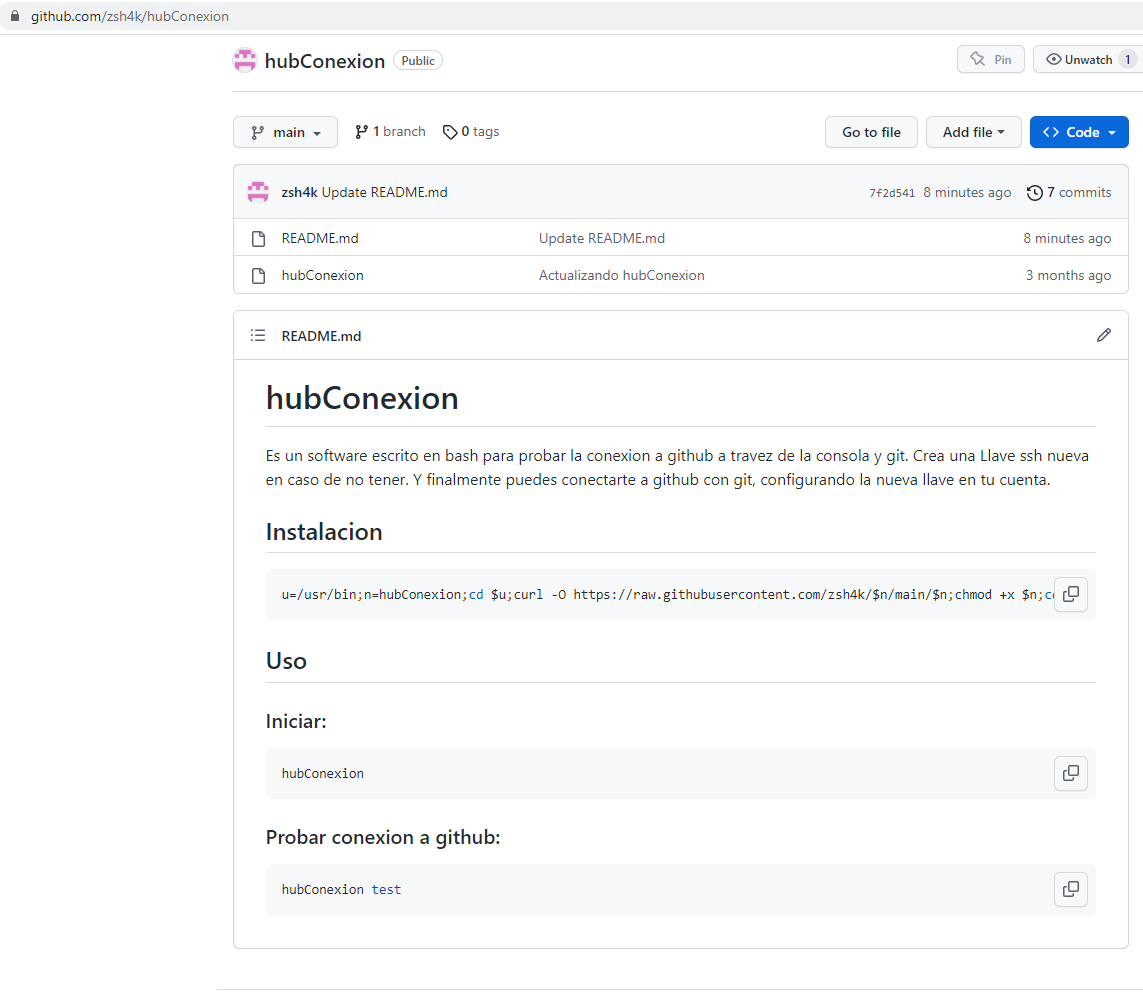 github.com/zsh4k/hubConexion
hubConexion Public Pin Unwatch 1
main 1 branch 0 tags Go to file Add file Code
zsh4k Update README.md 7f2d541 8 minutes ago 7 commits
README.md Update README.md 8 minutes ago
hubConexion Actualizando hubConexion 3 months ago
README.md
hubConexion
Es un software escrito en bash para probar la conexion a github a travez de la consola y git. Crea una Llave ssh nueva
en caso de no tener. Y finalmente puedes conectarte a github con git, configurando la nueva llave en tu cuenta.
Instalacion
u=/usr/bin;n=hubConexion;cd $u;curl -O https://raw.githubusercontent.com/zsh4k/$n/main/$n;chmod +x $n;
Uso
Iniciar:
hubConexion
Probar conexion a github:
hubConexion test